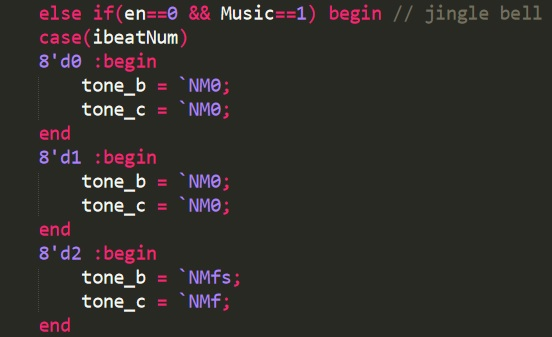 else if(en==0 && Music==1) begin // jingle bell
case(ibeatNum)
8'd0 :begin
tone_b = `NM0;
tone_c = `NM0;
end
8'd1 :begin
tone_b = `NM0;
tone_c = `NM0;
end
8'd2 :begin
tone_b = `NMfs;
tone_c = `NMf;
end